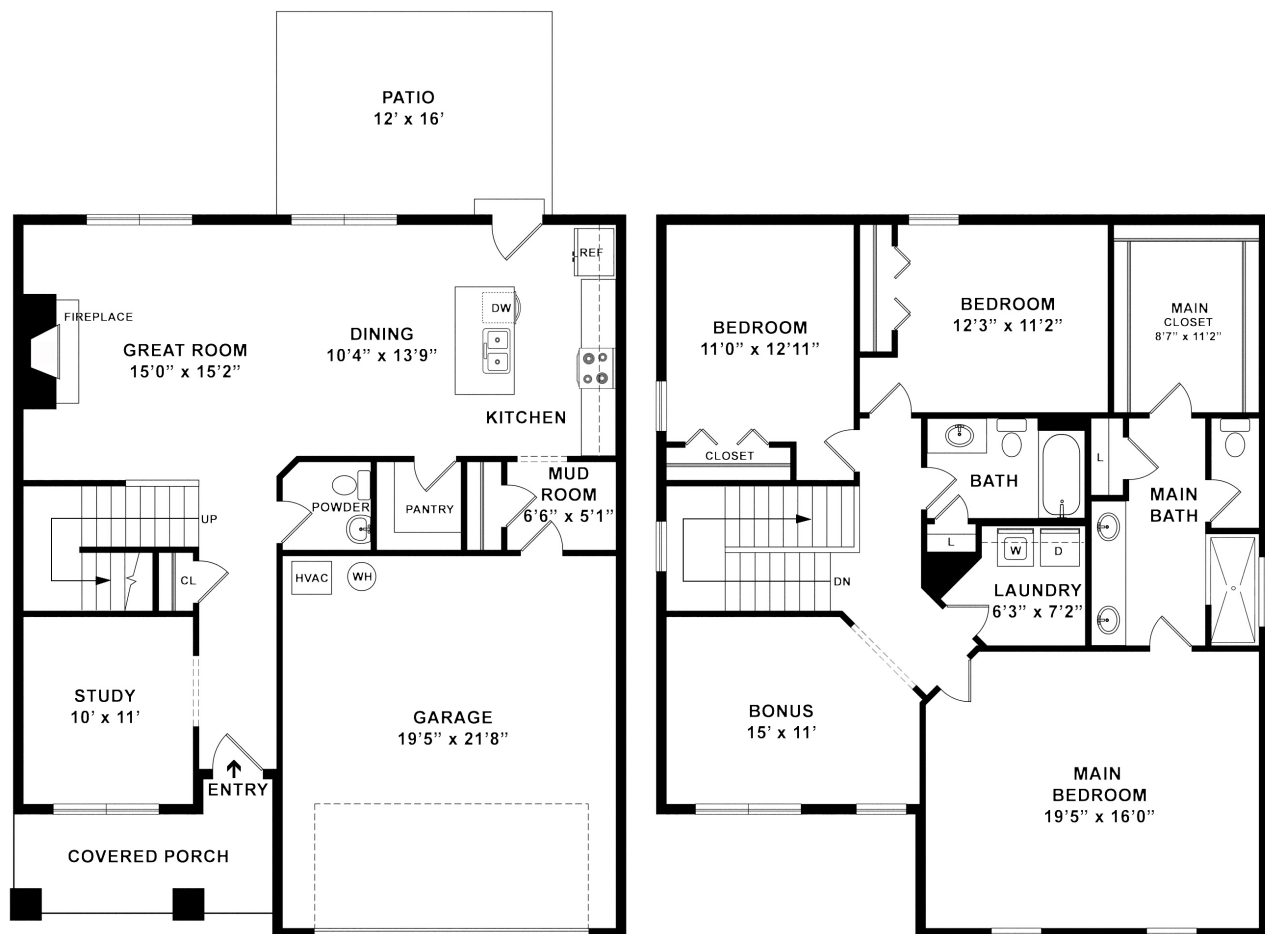 PATIO
12’ x 16’
REF
DW
FIREPLACE
GREAT ROOM
15’0” x 15’2”
DINING
10’4” x 13’9”
KITCHEN
MUD
ROOM
6’6” x 5’1”
POWDER
PANTRY
UP
CL
HVAC
WH
STUDY
10’ x 11’
GARAGE
19’5” x 21’8”
ENTRY
COVERED PORCH
BEDROOM
11’0” x 12’11”
BEDROOM
12’3” x 11’2”
MAIN
CLOSET
8’7” x 11’2”
CLOSET
BATH
L
MAIN
BATH
L
W
D
LAUNDRY
6’3” x 7’2”
DN
BONUS
15’ x 11’
MAIN
BEDROOM
19’5” x 16’0”